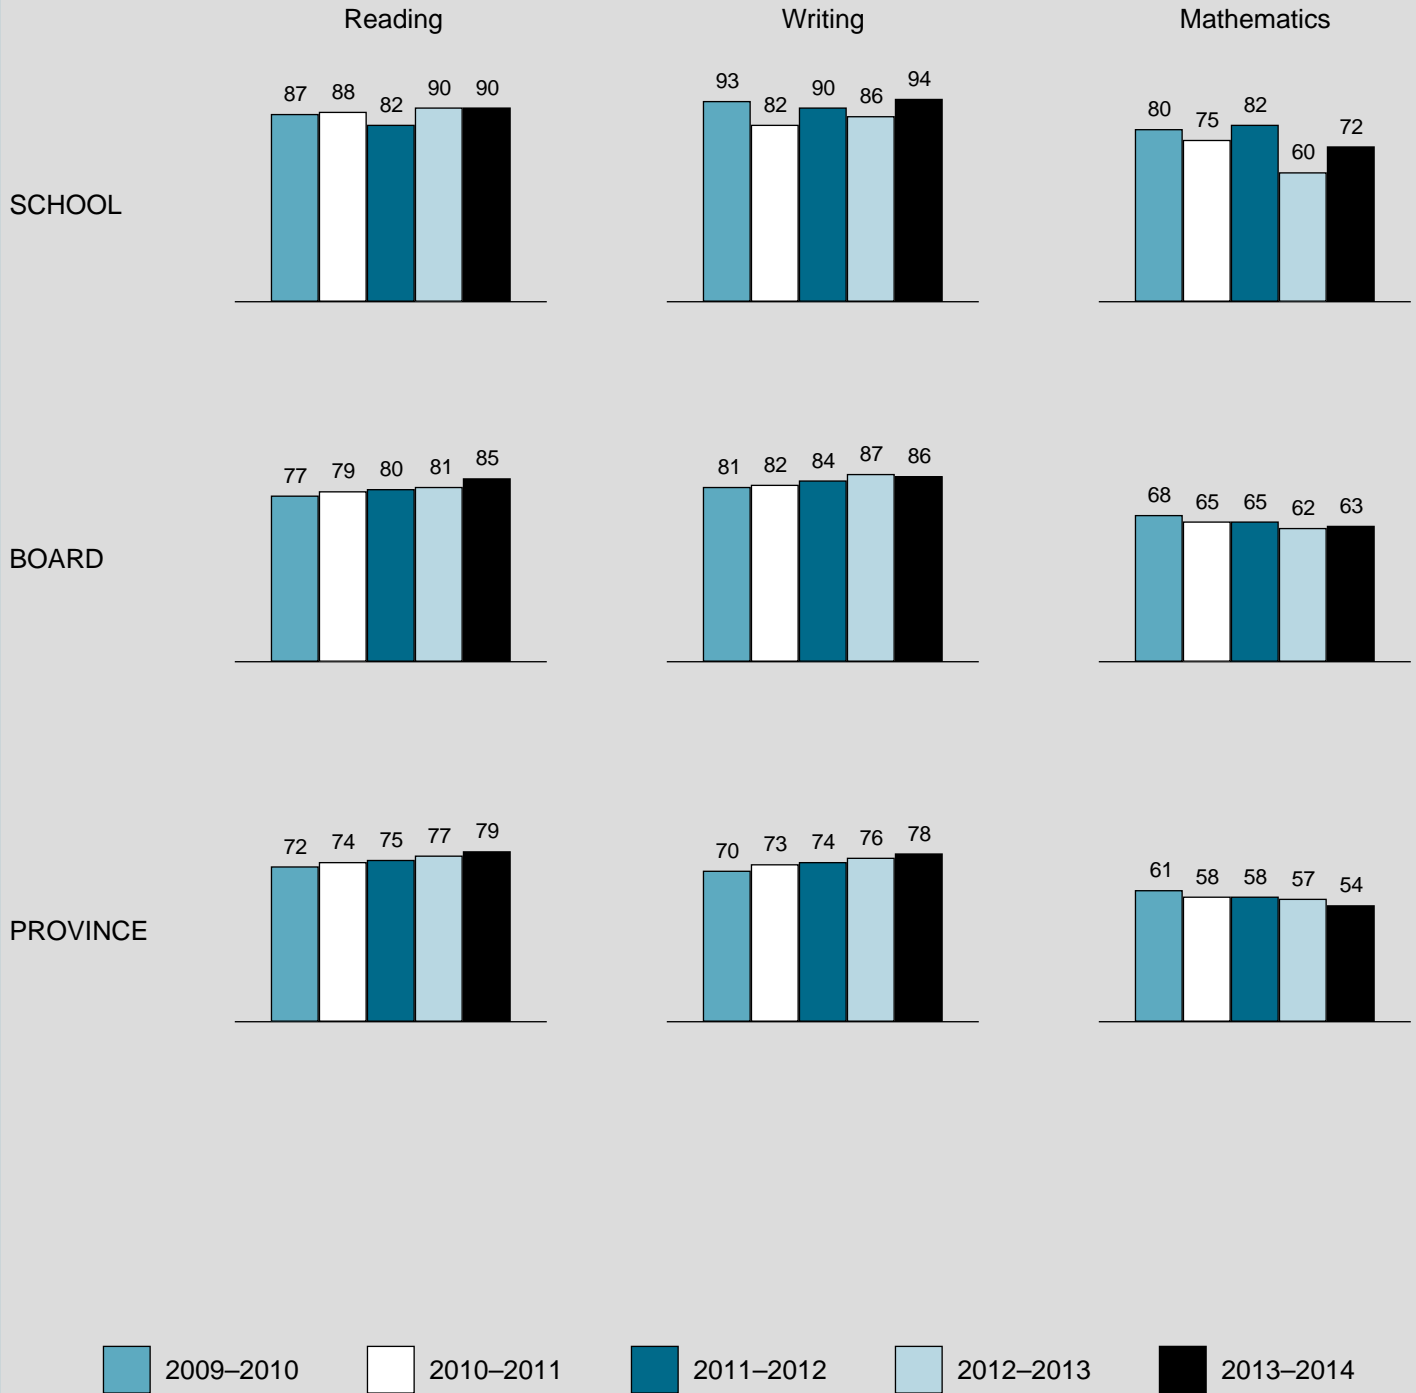 Reading Writing Mathematics
87 88 82 90 90 93 82 90 86 94 80 75 82 60 72
SCHOOL
77 79 80 81 85 81 82 84 87 86 68 65 65 62 63
BOARD
72 74 75 77 79 70 73 74 76 78 61 58 58 57 54
PROVINCE
2009–2010 2010–2011 2011–2012 2012–2013 2013–2014